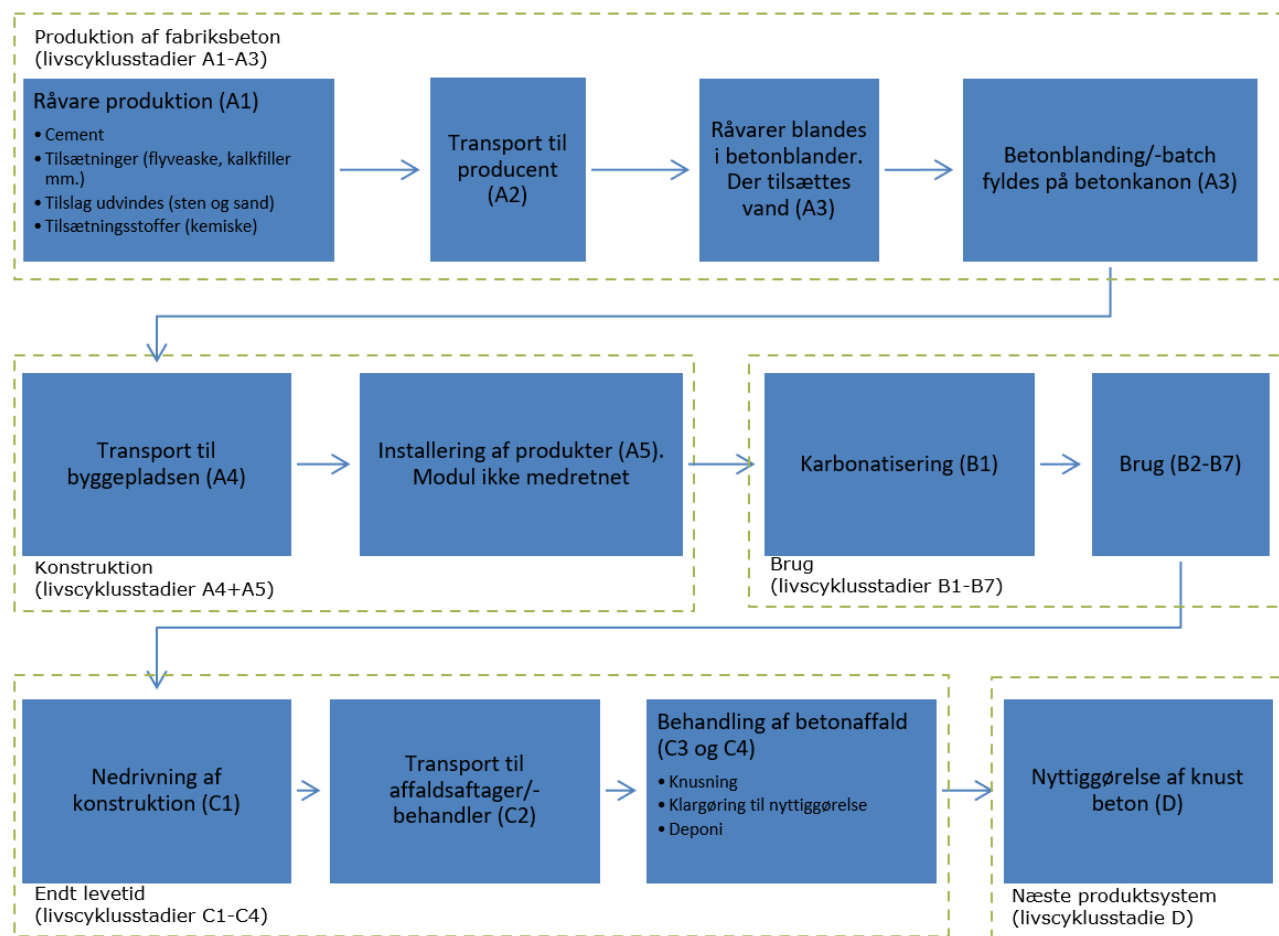 Produktion af fabriksbeton
(livscyklusstadier A1-A3)
Råvare produktion (A1)
• Cement
• Tilsætninger (flyveaske, kalkfiller
mm.)
• Tilslag udvindes (sten og sand)
• Tilsætningsstoffer (kemiske)
Transport til
producent
(A2)
Råvarer blandes
i betonblander.
Der tilsættes
vand (A3)
Betonblanding/-batch
fyldes på betonkanon (A3)
Transport til
byggepladsen (A4)
Installering af produkter (A5).
Modul ikke medretnet
Konstruktion
(livscyklusstadier A4+A5)
Karbonatisering (B1)
Brug (B2-B7)
Brug
(livscyklusstadier B1-B7)
Nedrivning af
konstruktion (C1)
Transport til
affaldsaftager/-
behandler (C2)
Behandling af betonaffald
(C3 og C4)
• Knusning
• Klargøring til nyttiggørelse
• Deponi
Endt levetid
(livscyklusstadier C1-C4)
Nyttiggørelse af knust
beton (D)
Næste produktsystem
(livscyklusstadie D)